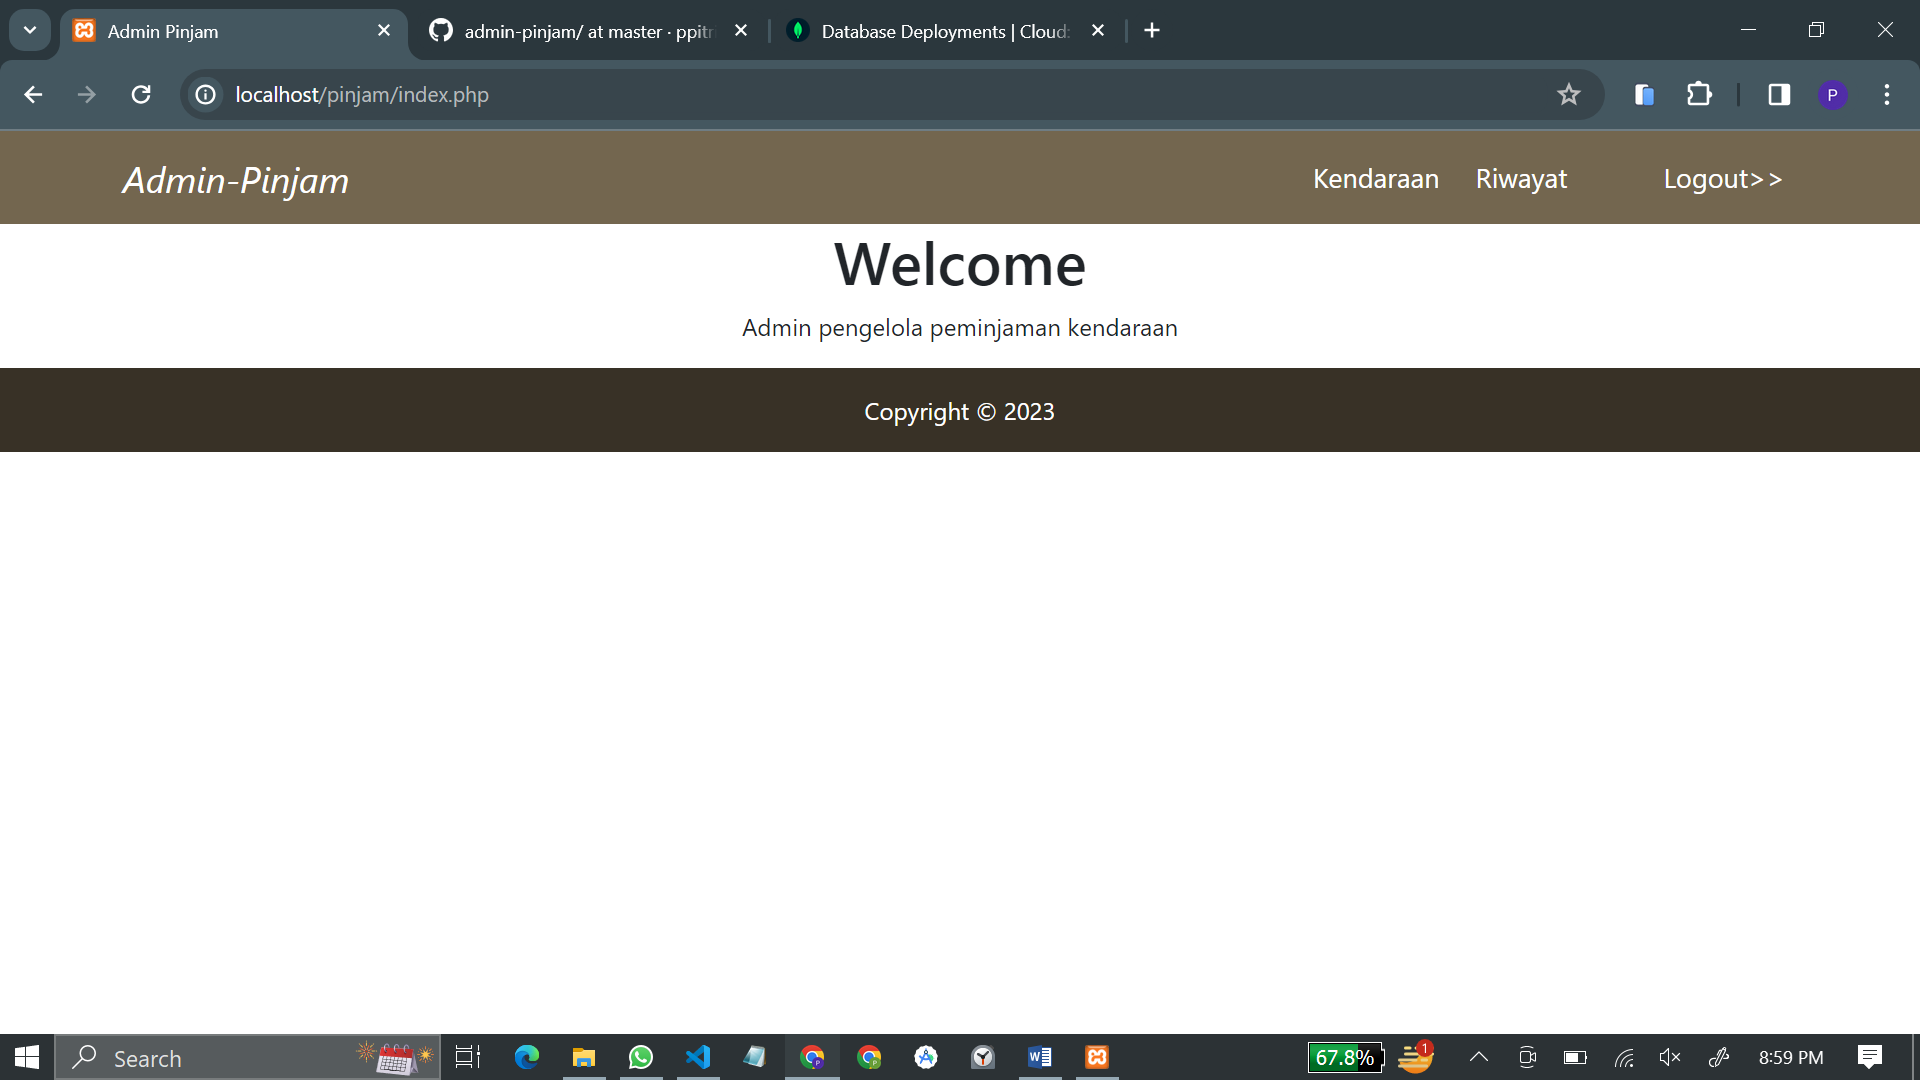 Admin Pinjam
admin-pinjam/ at master · ppitr
Database Deployments | Cloud:
localhost/pinjam/index.php
P
Admin-Pinjam
Kendaraan
Riwayat
Logout>>
Welcome
Admin pengelola peminjaman kendaraan
Copyright © 2023
Search
67.8%
1
8:59 PM